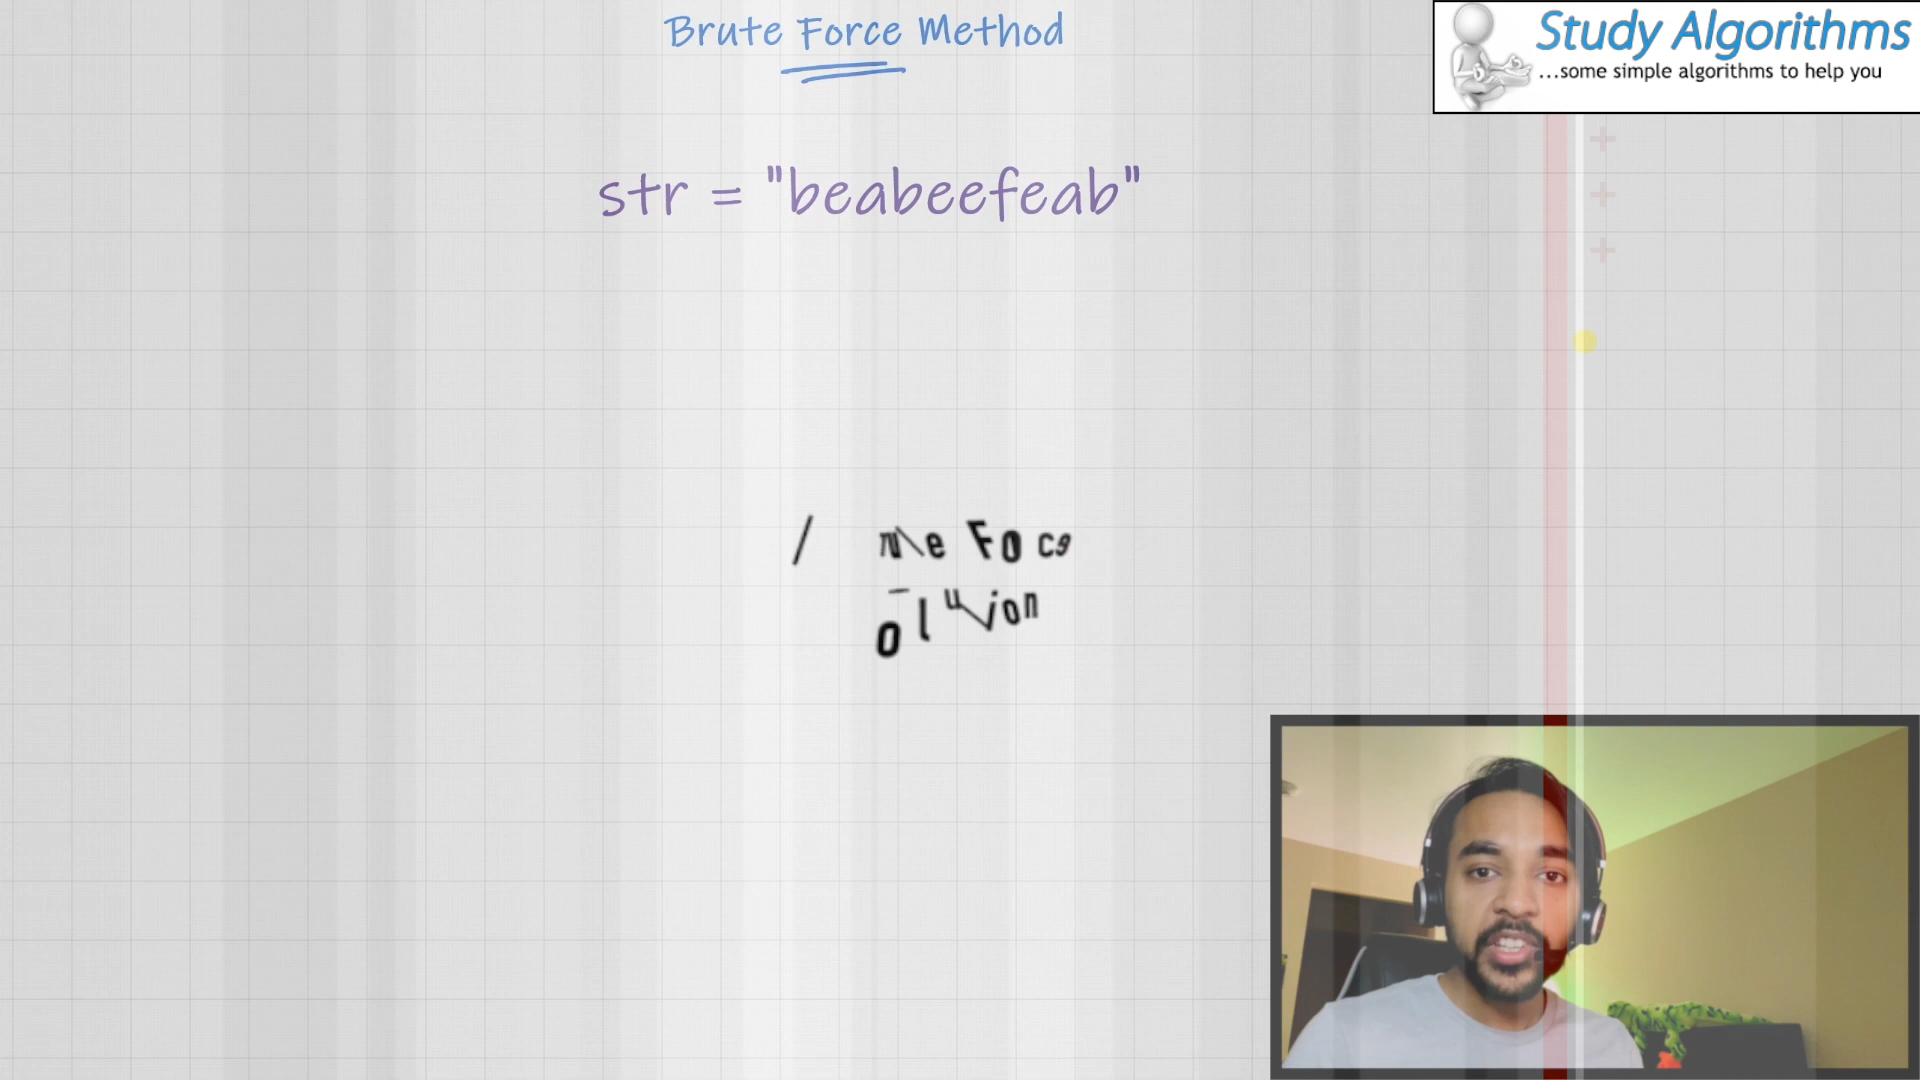 Brute Force Method
Study Algorithms
...some simple algorithms to help you
str = "beabeefeab"